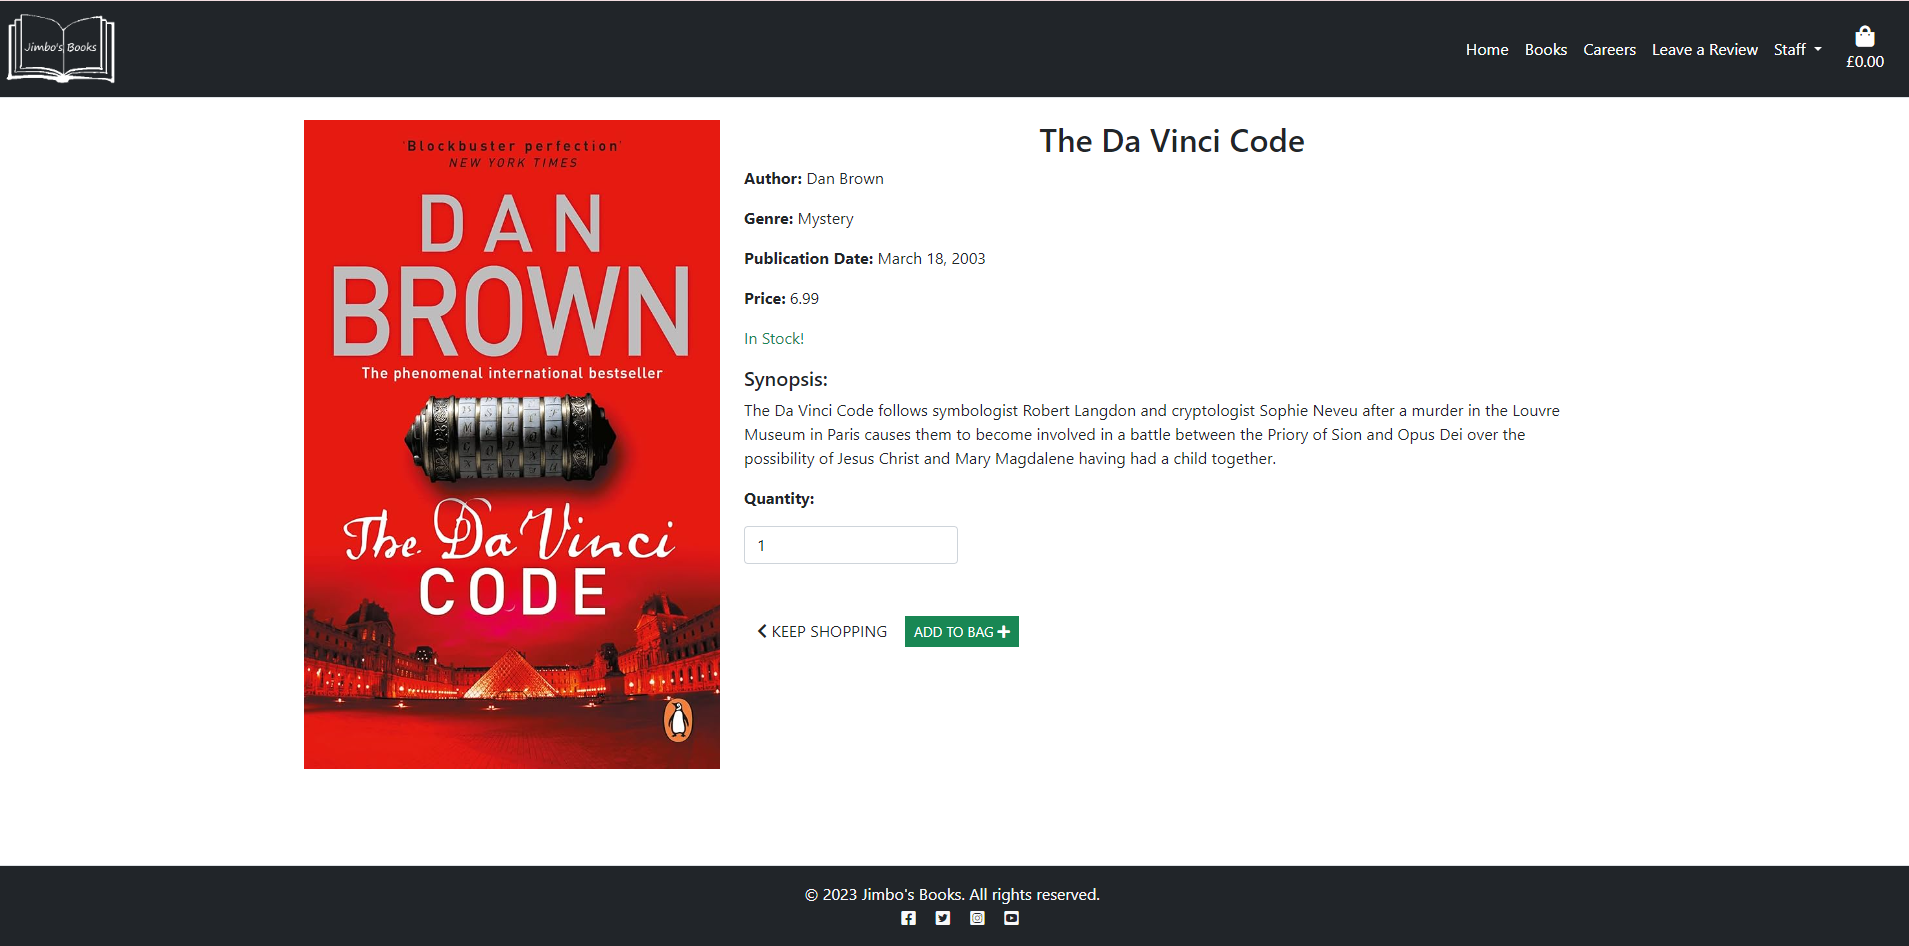 Jimbo's Books
Home Books Careers Leave a Review Staff
£0.00
'Blockbuster perfection'
NEW YORK TIMES
DAN
BROWN
The phenomenal international bestseller
The Da Vinci
CODE
The Da Vinci Code
Author: Dan Brown
Genre: Mystery
Publication Date: March 18, 2003
Price: 6.99
In Stock!
Synopsis:
The Da Vinci Code follows symbologist Robert Langdon and cryptologist Sophie Neveu after a murder in the Louvre
Museum in Paris causes them to become involved in a battle between the Priory of Sion and Opus Dei over the
possibility of Jesus Christ and Mary Magdalene having had a child together.
Quantity:
1
KEEP SHOPPING ADD TO BAG
© 2023 Jimbo's Books. All rights reserved.